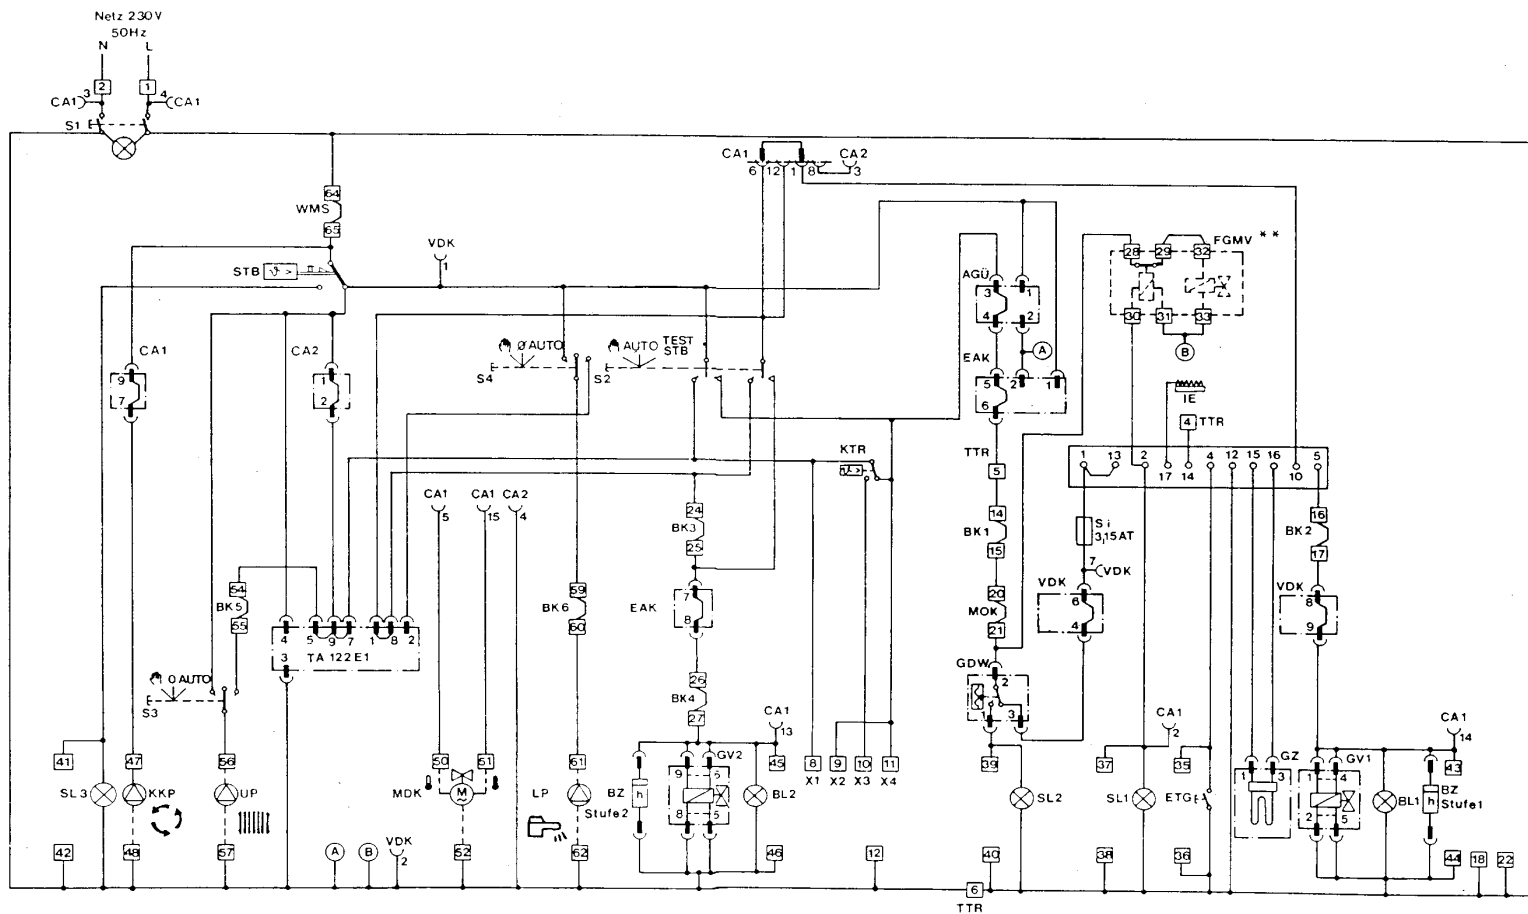 Netz 230V
50Hz
N L
2 1
CA1 3 4 CA1
S1
CA1 CA2
6 12 1 8 3
64
WMS
65
VDK
1
STB
FGMV **
28 29 32
30 31 33
B
AGÜ
3 1
4 2
A
EAK
5 2 1
6
CA1
9
7
CA2
1
2
0 AUTO
S4
AUTO TEST
STB
S2
IE
4 TTR
KTR
TTR
5
1 13 2 17 14 4 12 15 16 10 5
CA1
5
CA1
15
CA2
4
24
BK3
25
14
BK1
15
Si
3,15AT
7
VDK
16
BK2
17
54
BK5
55
59
BK6
60
EAK
7
8
20
MOK
21
VDK
6
4
VDK
8
9
4 5 9 7 1 8 2
3
TA 122 E1
0 AUTO
S3
26
BK4
27
GDW
2
1 3
CA1
13
CA1
2
CA1
14
41 47 56 50 51 61
GV2
9 6
8 5
45 8 9 10 11
X1 X2 X3 X4
39 37 35
GZ
1 3
GV1
1 4
2 5
43
SL3 KKP UP MDK M LP
BZ
Stufe2
h
BL2
SL2 SL1 ETG
BL1
BZ
Stufe1
h
42 48 57 A B
VDK
2
52 62 46 12 40 38 36 44 18 22
6
TTR